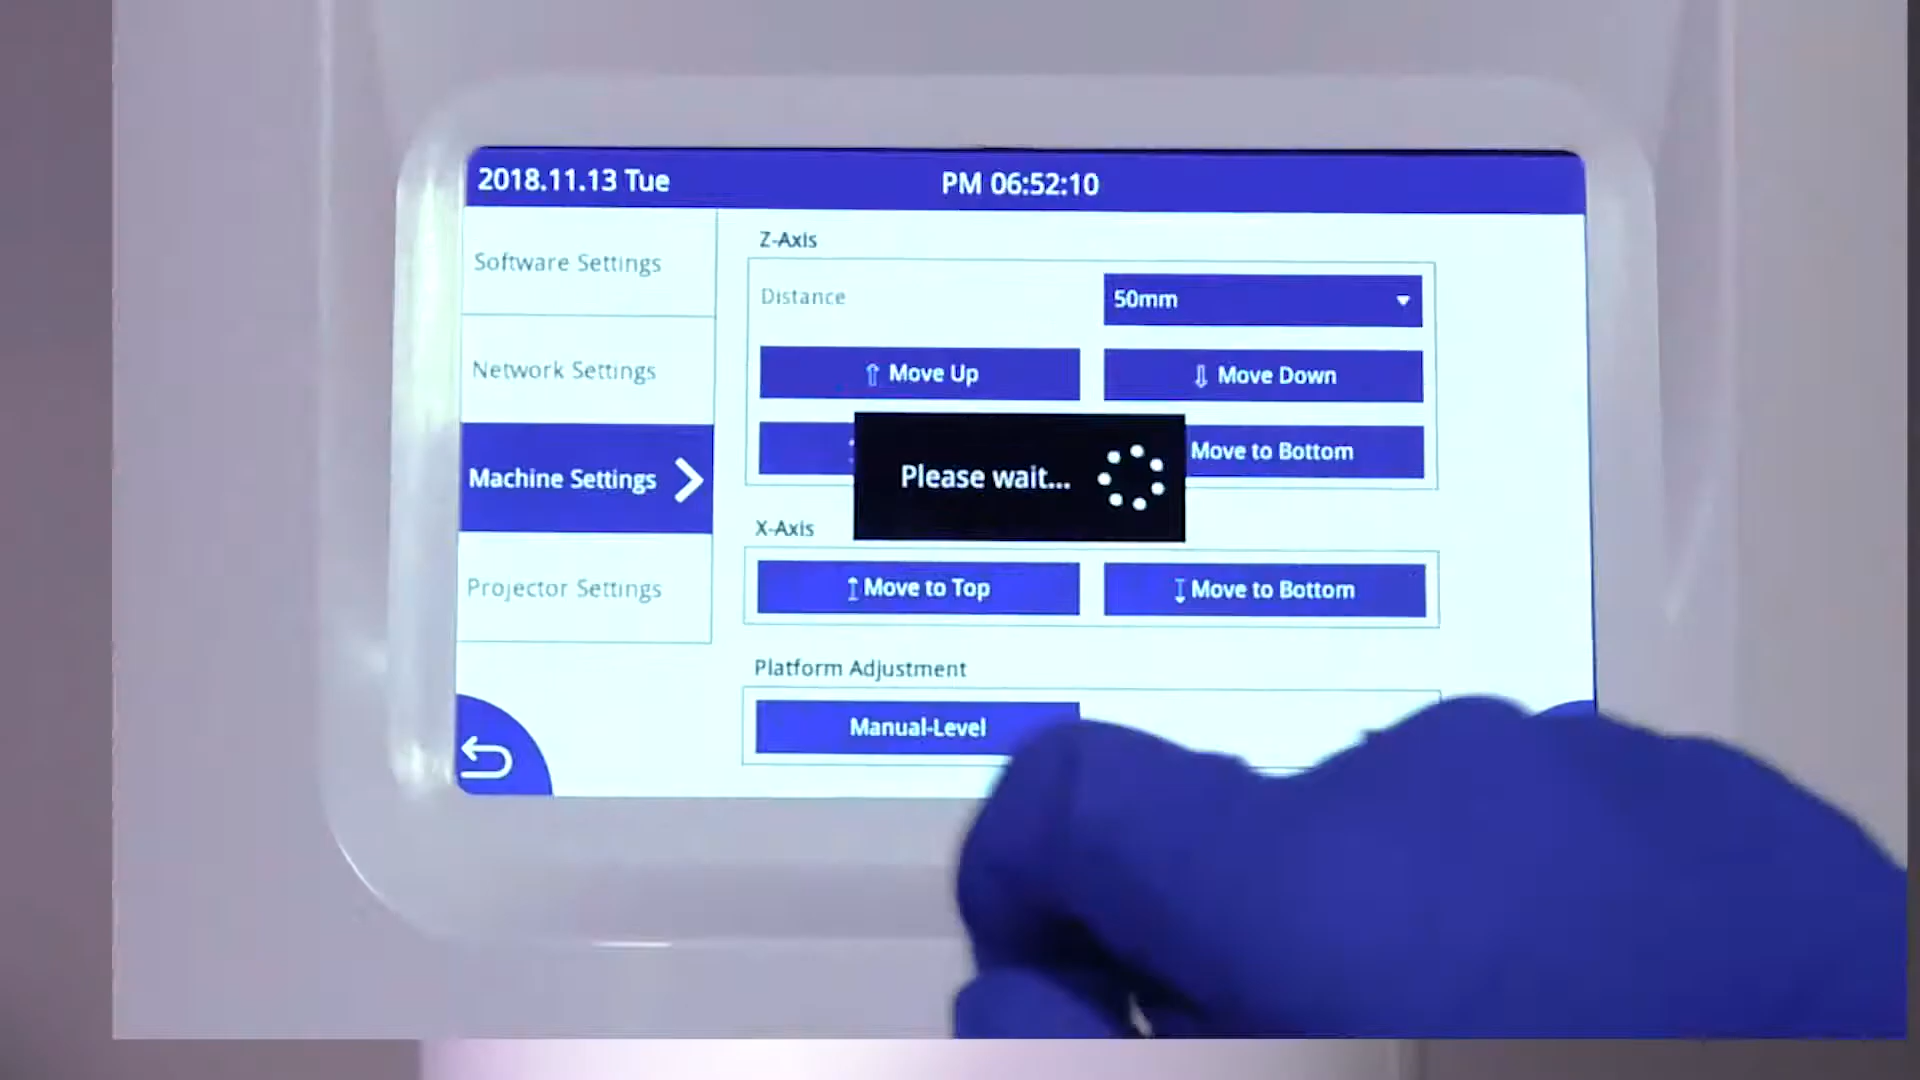 2018.11.13 Tue
PM 06:52:10
Software Settings
Network Settings
Machine Settings
Projector Settings
Z-Axis
Distance
50mm
Move Up
Move Down
Move to Bottom
Please wait...
X-Axis
Move to Top
Move to Bottom
Platform Adjustment
Manual-Level